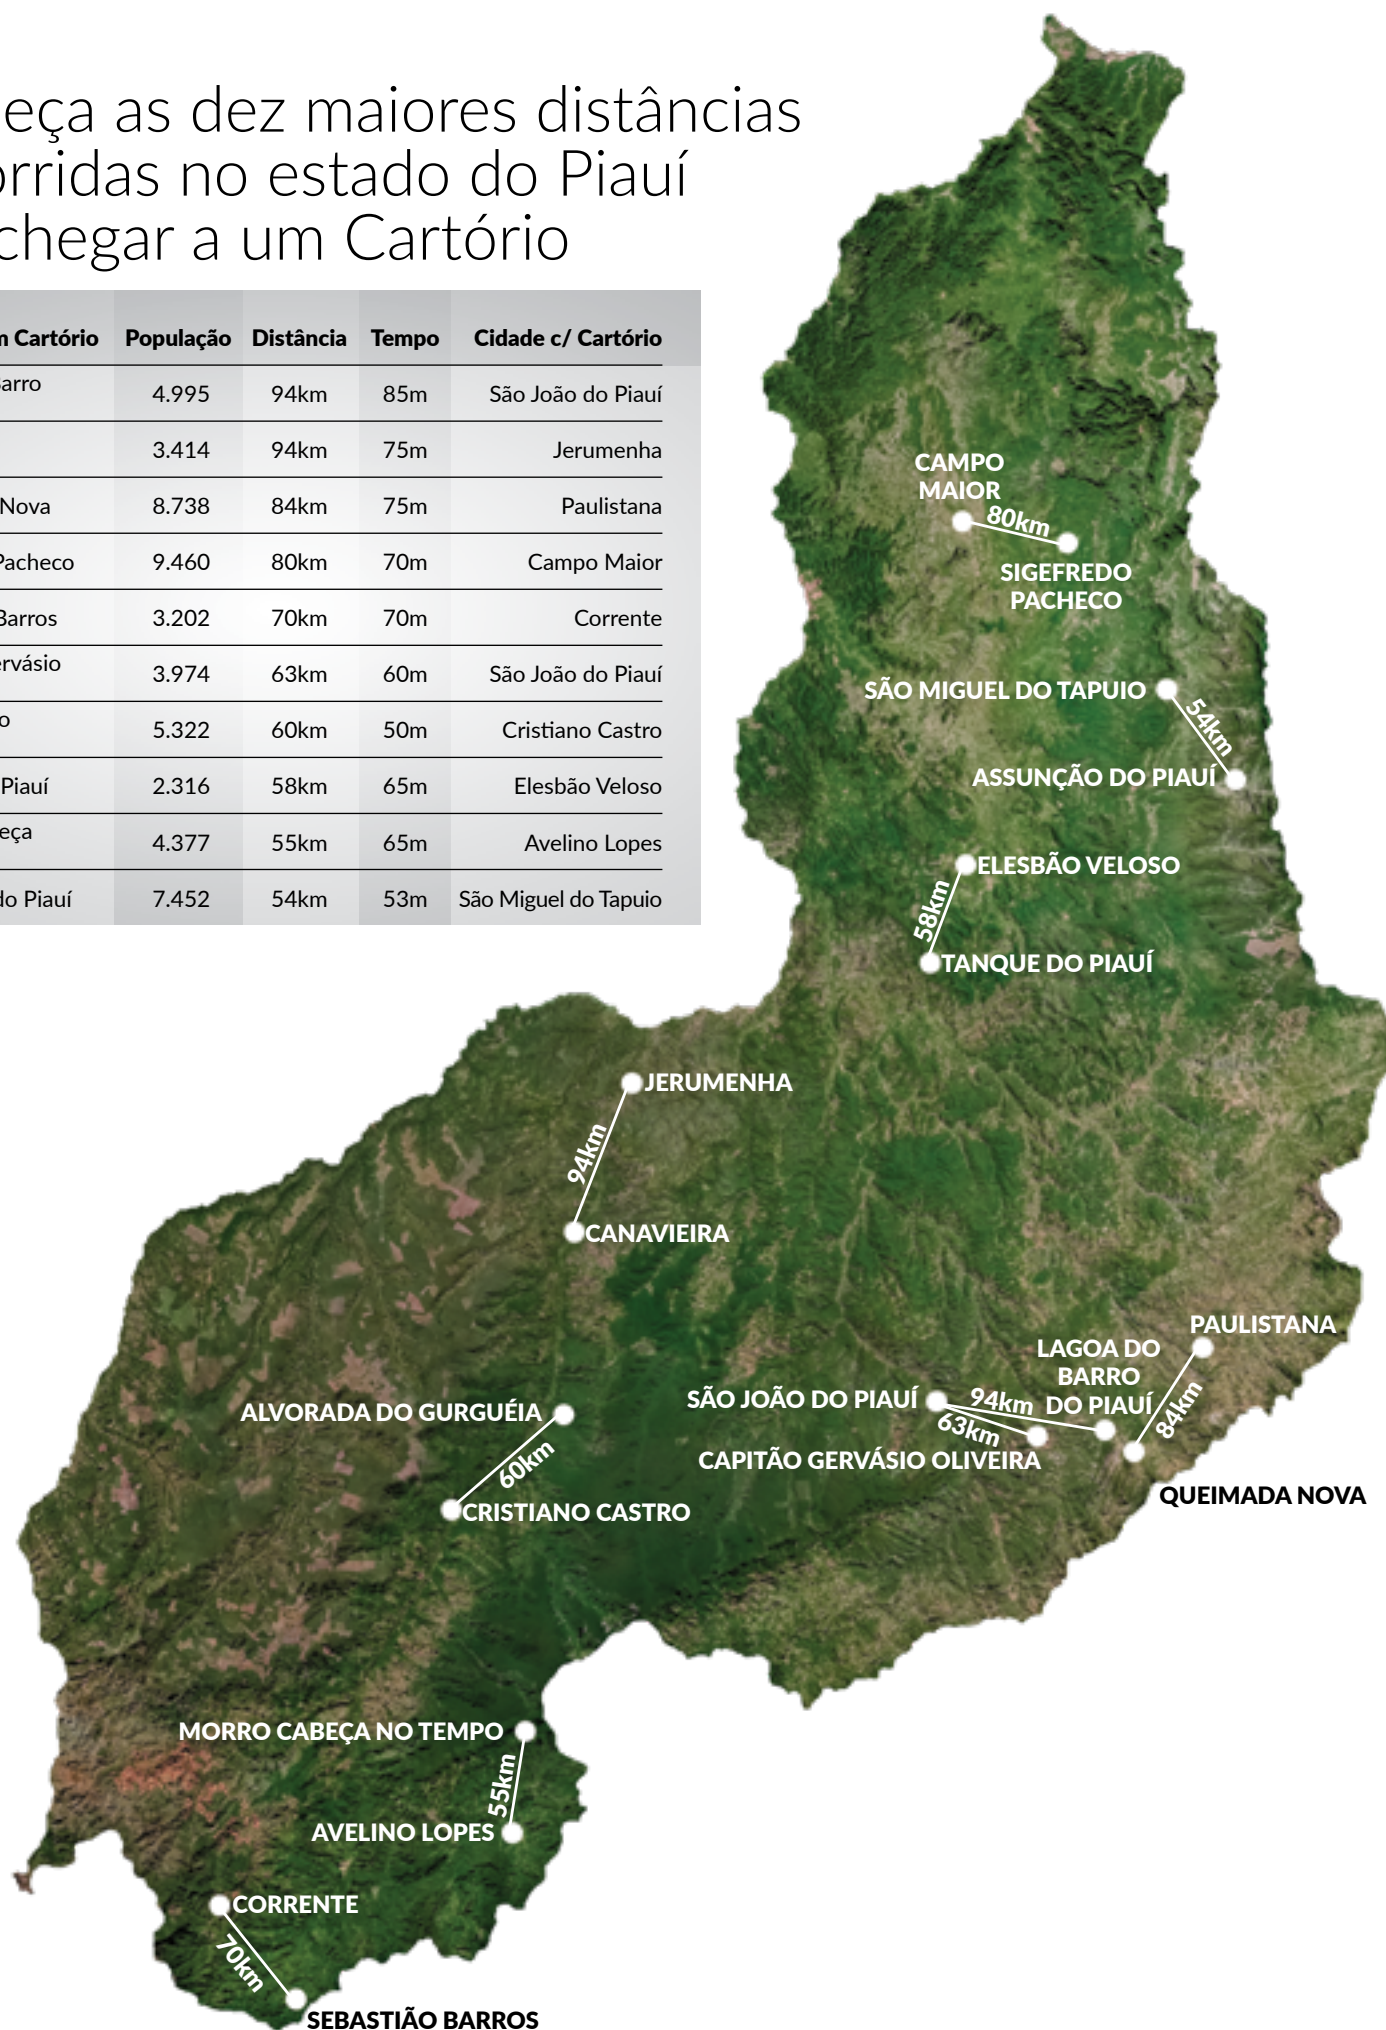 eça as dez maiores distâncias
orridas no estado do Piauí
chegar a um Cartório
m Cartório População Distância Tempo Cidade c/ Cartório
Barro
4.995 94km 85m São João do Piauí
3.414 94km 75m Jerumenha
Nova 8.738 84km 75m Paulistana
Pacheco 9.460 80km 70m Campo Maior
Barros 3.202 70km 70m Corrente
ervásio
3.974 63km 60m São João do Piauí
o
5.322 60km 50m Cristiano Castro
Piauí 2.316 58km 65m Elesbão Veloso
eça
4.377 55km 65m Avelino Lopes
do Piauí 7.452 54km 53m São Miguel do Tapuio
CAMPO
MAIOR
80km
SIGEFREDO
PACHECO
SÃO MIGUEL DO TAPUIO
54km
ASSUNÇÃO DO PIAUÍ
ELESBÃO VELOSO
58km
TANQUE DO PIAUÍ
JERUMENHA
94km
CANAVIEIRA
PAULISTANA
LAGOA DO
BARRO
DO PIAUÍ
84km
SÃO JOÃO DO PIAUÍ
94km
63km
CAPITÃO GERVÁSIO OLIVEIRA
QUEIMADA NOVA
ALVORADA DO GURGUÉIA
60km
CRISTIANO CASTRO
MORRO CABEÇA NO TEMPO
55km
AVELINO LOPES
CORRENTE
70km
SEBASTIÃO BARROS